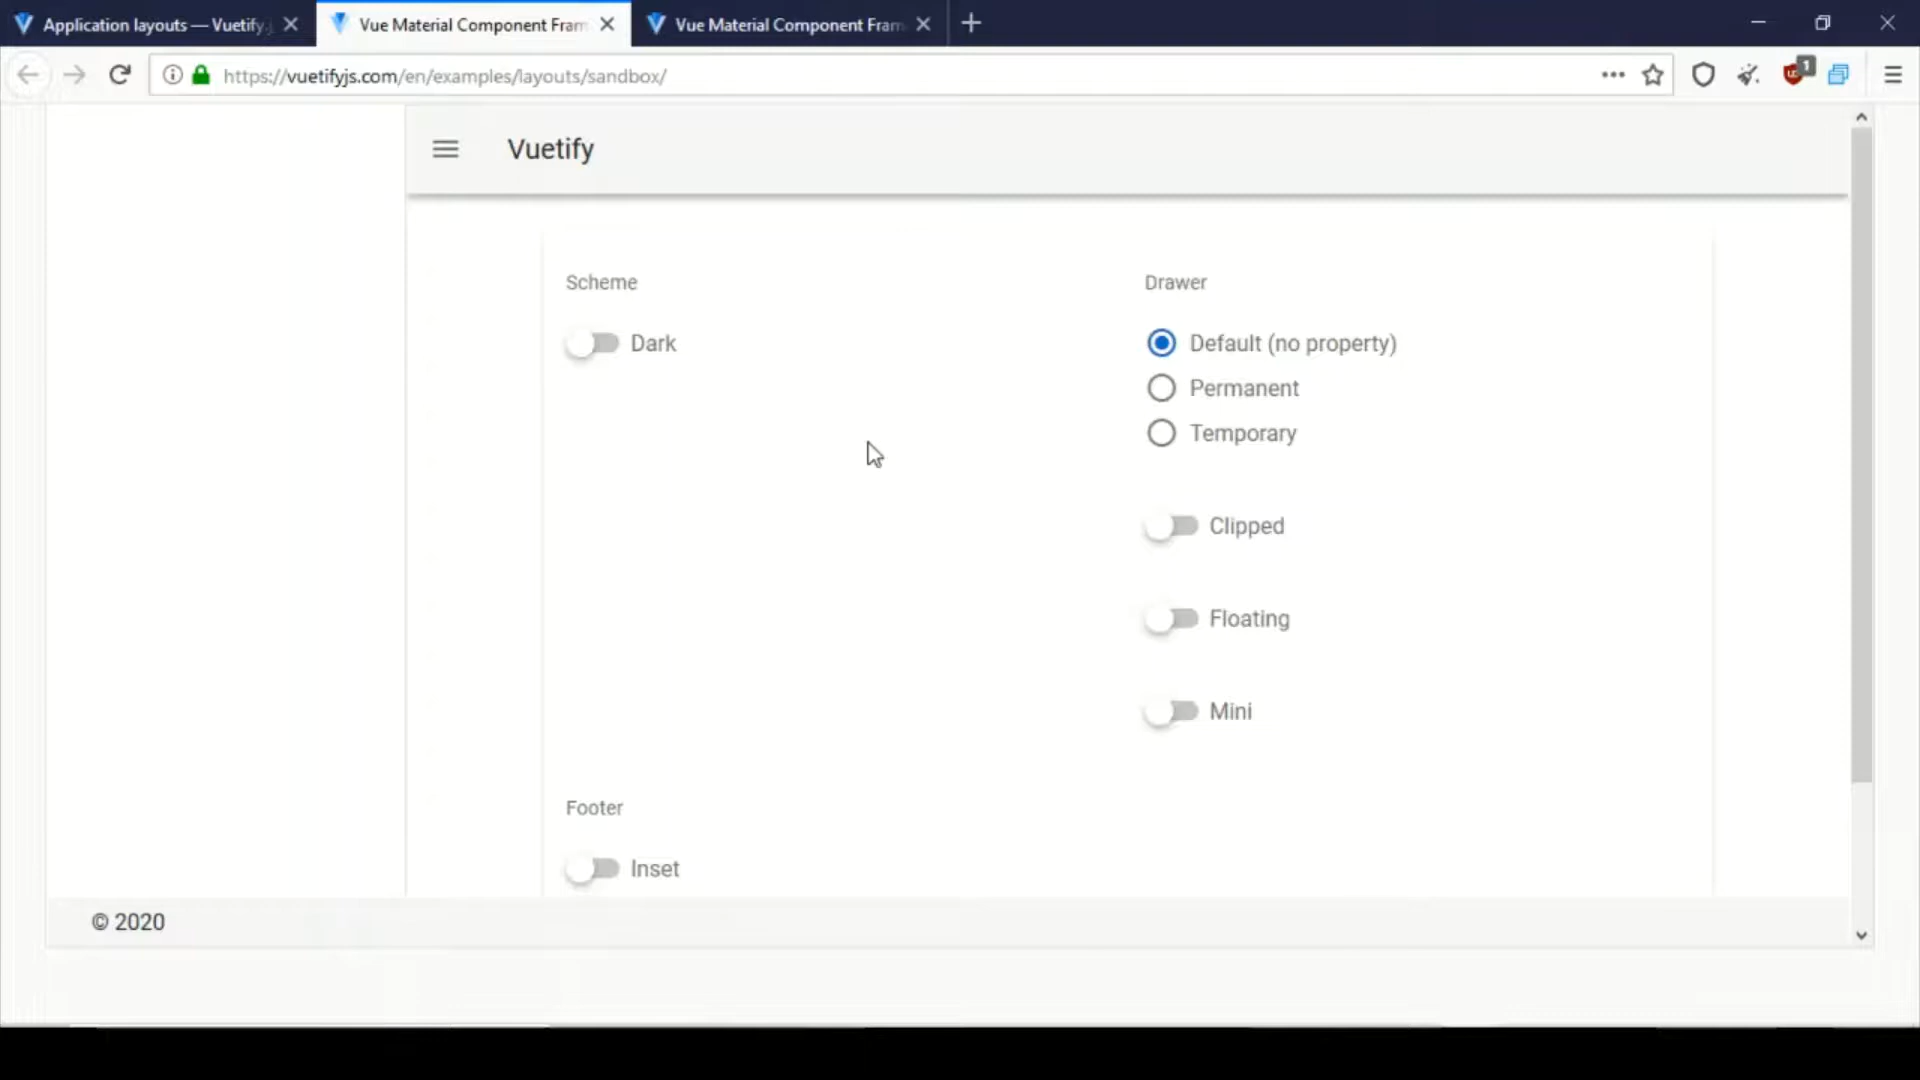 Application layouts — Vuetify.j
Vue Material Component Fram
Vue Material Component Fram
https://vuetifyjs.com/en/examples/layouts/sandbox/
1
Vuetify
Scheme
Dark
Drawer
Default (no property)
Permanent
Temporary
Clipped
Floating
Mini
Footer
Inset
© 2020